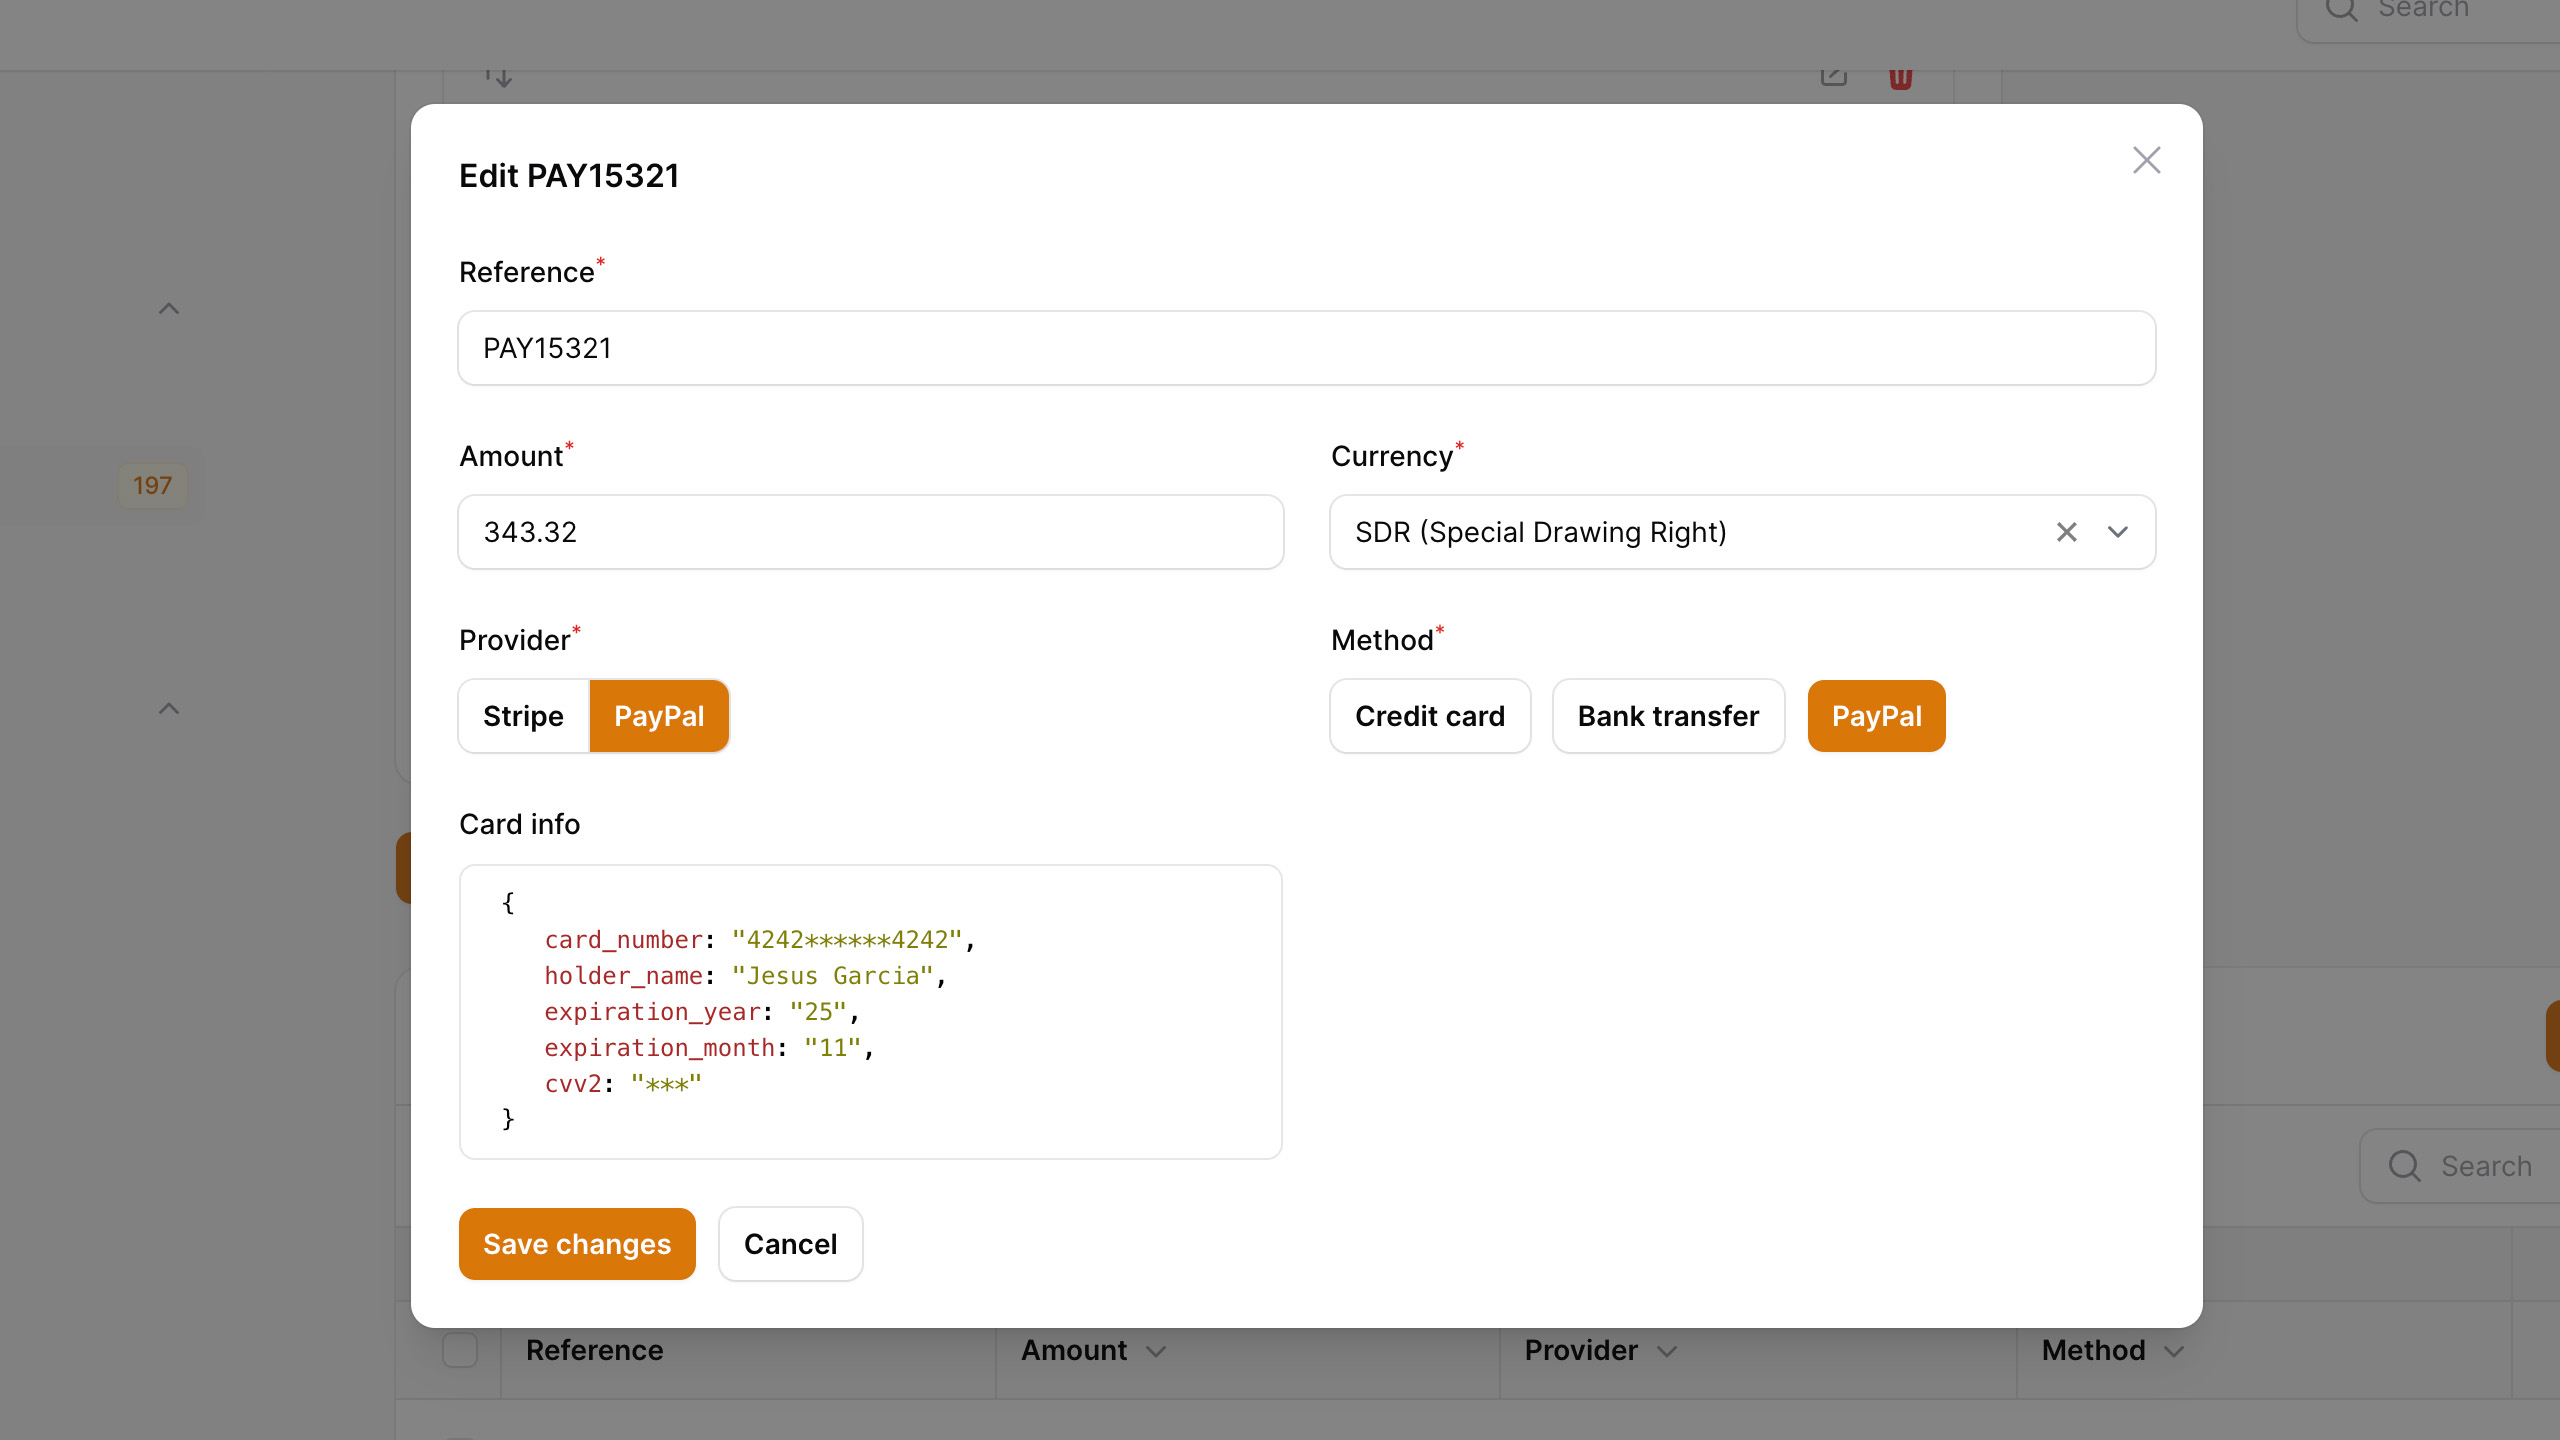 Search
Edit PAY15321
Reference*
PAY15321
Amount*
Currency*
343.32
SDR (Special Drawing Right)
197
Provider*
Method*
Stripe
PayPal
Credit card
Bank transfer
PayPal
Card info
{
card_number: "4242******4242",
holder_name: "Jesus Garcia",
expiration_year: "25",
expiration_month: "11",
cvv2: "***"
}
Search
Save changes
Cancel
Reference
Amount
Provider
Method